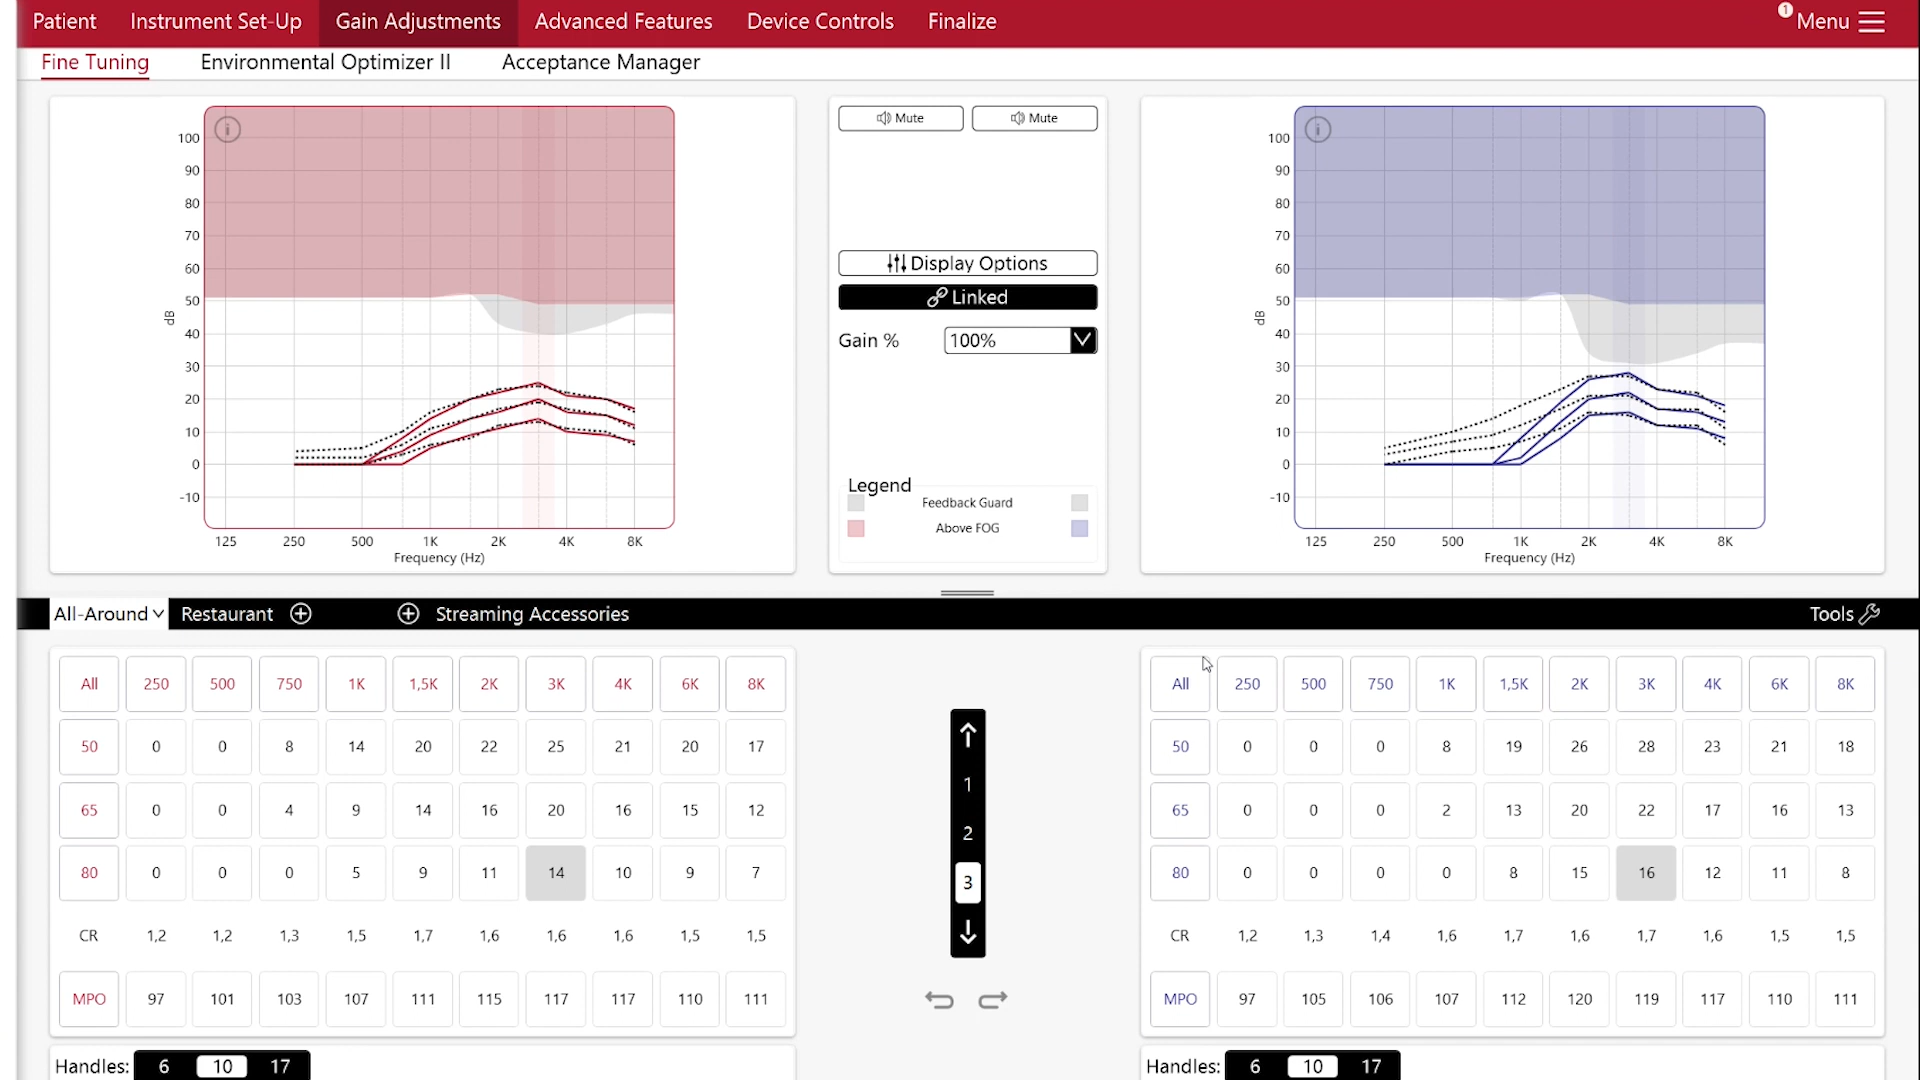 Patient Instrument Set-Up Gain Adjustments Advanced Features Device Controls Finalize 1 Menu
Fine Tuning Environmental Optimizer II Acceptance Manager
100
90
80
70
60
50
40
30
20
10
0
-10
dB
125 250 500 1K 2K 4K 8K
Frequency (Hz)
Mute Mute
Display Options
Linked
Gain % 100%
Legend
Feedback Guard
Above FOG
100
90
80
70
60
50
40
30
20
10
0
-10
dB
125 250 500 1K 2K 4K 8K
Frequency (Hz)
All-Around Restaurant Streaming Accessories Tools
All 250 500 750 1K 1,5K 2K 3K 4K 6K 8K
50 0 0 8 14 20 22 25 21 20 17
65 0 0 4 9 14 16 20 16 15 12
80 0 0 0 5 9 11 14 10 9 7
CR 1,2 1,2 1,3 1,5 1,7 1,6 1,6 1,6 1,5 1,5
MPO 97 101 103 107 111 115 117 117 110 111
Handles: 6 10 17
1
2
3
All 250 500 750 1K 1,5K 2K 3K 4K 6K 8K
50 0 0 0 8 19 26 28 23 21 18
65 0 0 0 2 13 20 22 17 16 13
80 0 0 0 0 8 15 16 12 11 8
CR 1,2 1,3 1,4 1,6 1,7 1,6 1,7 1,6 1,5 1,5
MPO 97 105 106 107 112 120 119 117 110 111
Handles: 6 10 17